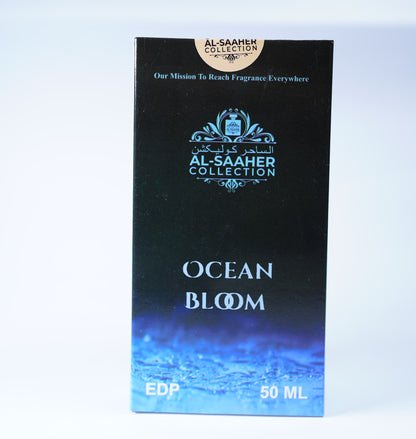 AL-SAAHER
COLLECTION
Our Mission To Reach Fragrance Everywhere
الساحر كوليكشن
AL-SAAHER
COLLECTION
OCEAN
BLOOM
EDP
50 ML